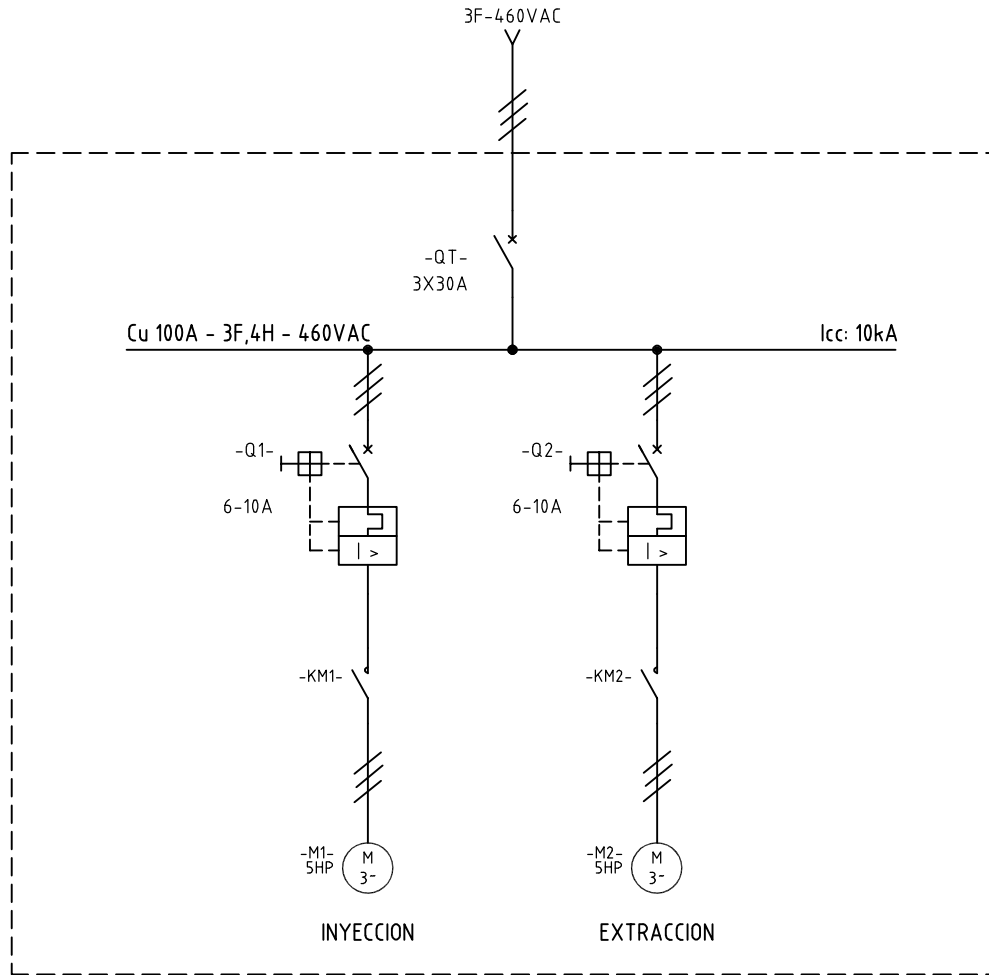 3F-460VAC
-QT-
3X30A
Cu 100A - 3F,4H - 460VAC
Icc: 10kA
-Q1-
-Q2-
6-10A
6-10A
I >
I >
-KM1-
-KM2-
-M1-
5HP
M
3~
-M2-
5HP
M
3~
INYECCION
EXTRACCION